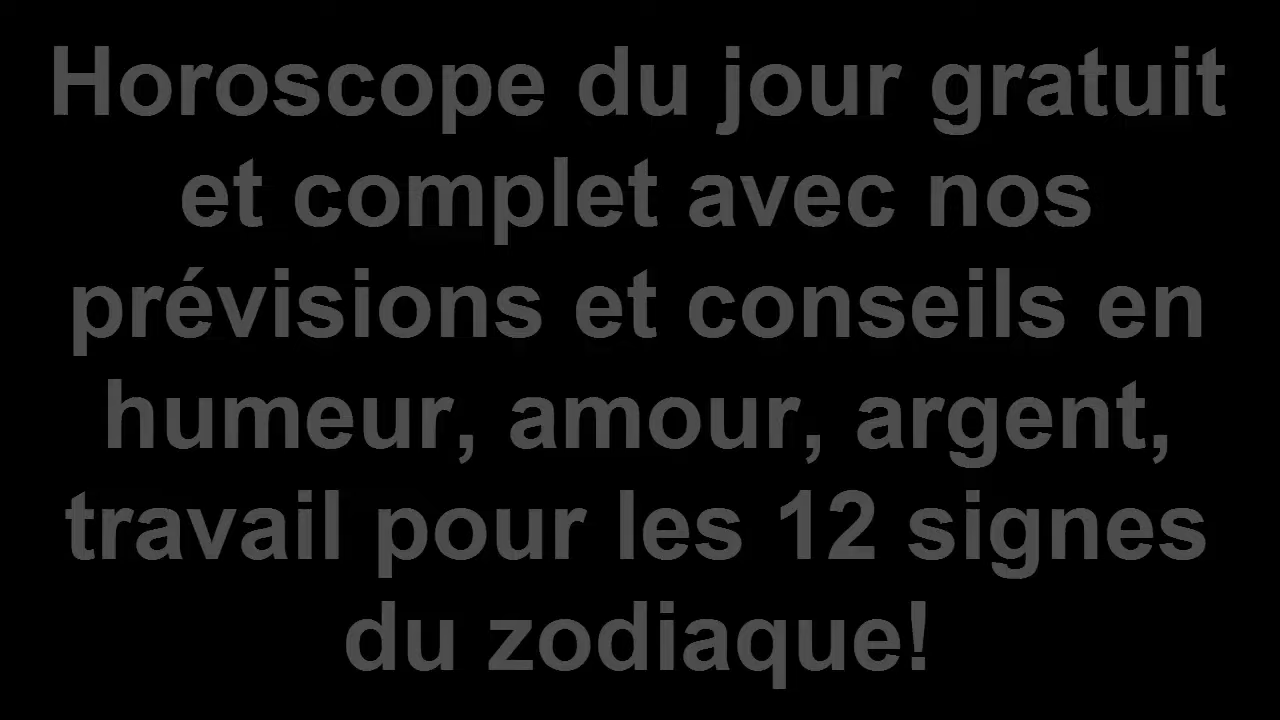 Horoscope du jour gratuit
et complet avec nos
prévisions et conseils en
humeur, amour, argent,
travail pour les 12 signes
du zodiaque!